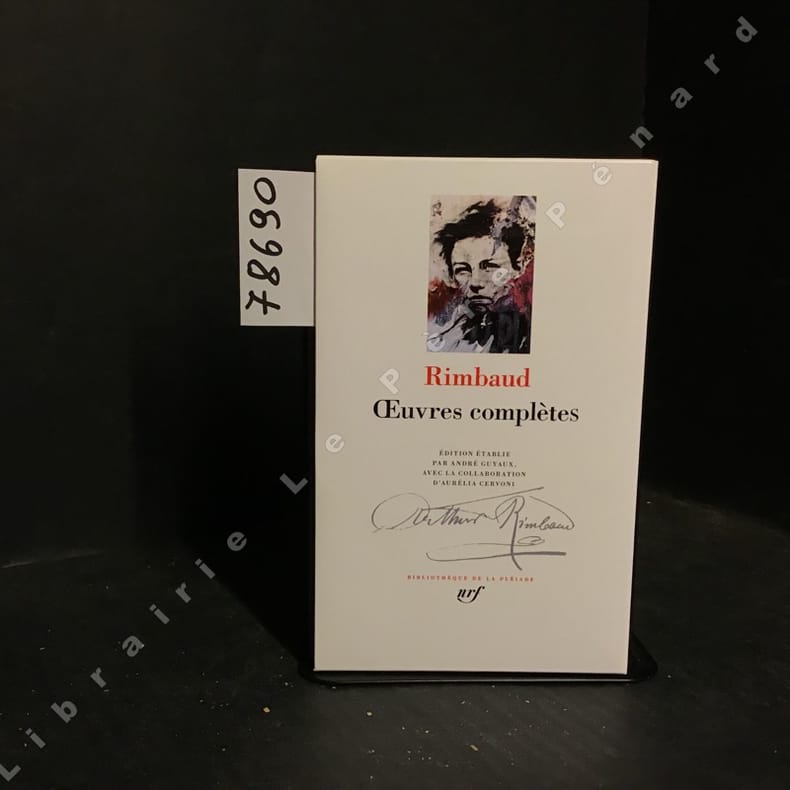 78690
Rimbaud
Œuvres complètes
ÉDITION ÉTABLIE
PAR ANDRÉ GUYAUX,
AVEC LA COLLABORATION
D'AURÉLIA CERVONI
Arthur Rimbaud
BIBLIOTHÈQUE DE LA PLÉIADE
nrf
Librairie Le Père Pénard